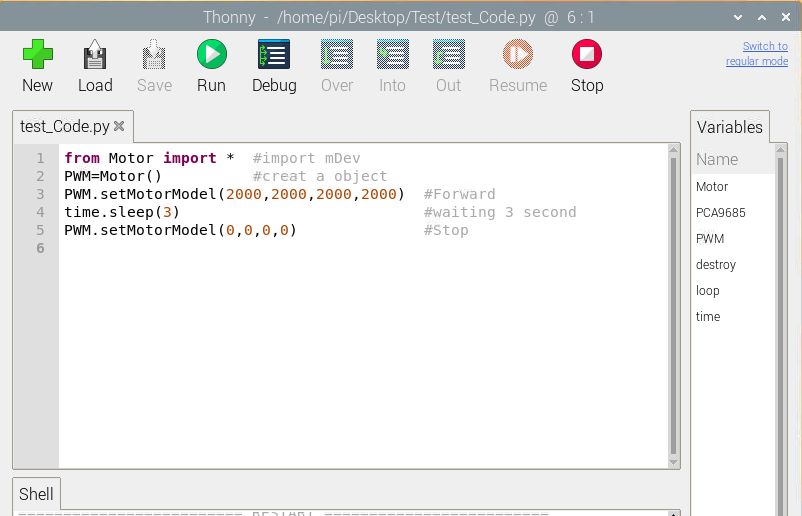 Thonny - /home/pi/Desktop/Test/test_Code.py @ 6 : 1
New Load Save Run Debug Over Into Out Resume Stop
Switch to
regular mode
test_Code.py
1 from Motor import *  #import mDev
2 PWM=Motor()          #creat a object
3 PWM.setMotorModel(2000,2000,2000,2000)  #Forward
4 time.sleep(3)                           #waiting 3 second
5 PWM.setMotorModel(0,0,0,0)              #Stop
6
Variables
Name
Motor
PCA9685
PWM
destroy
loop
time
Shell